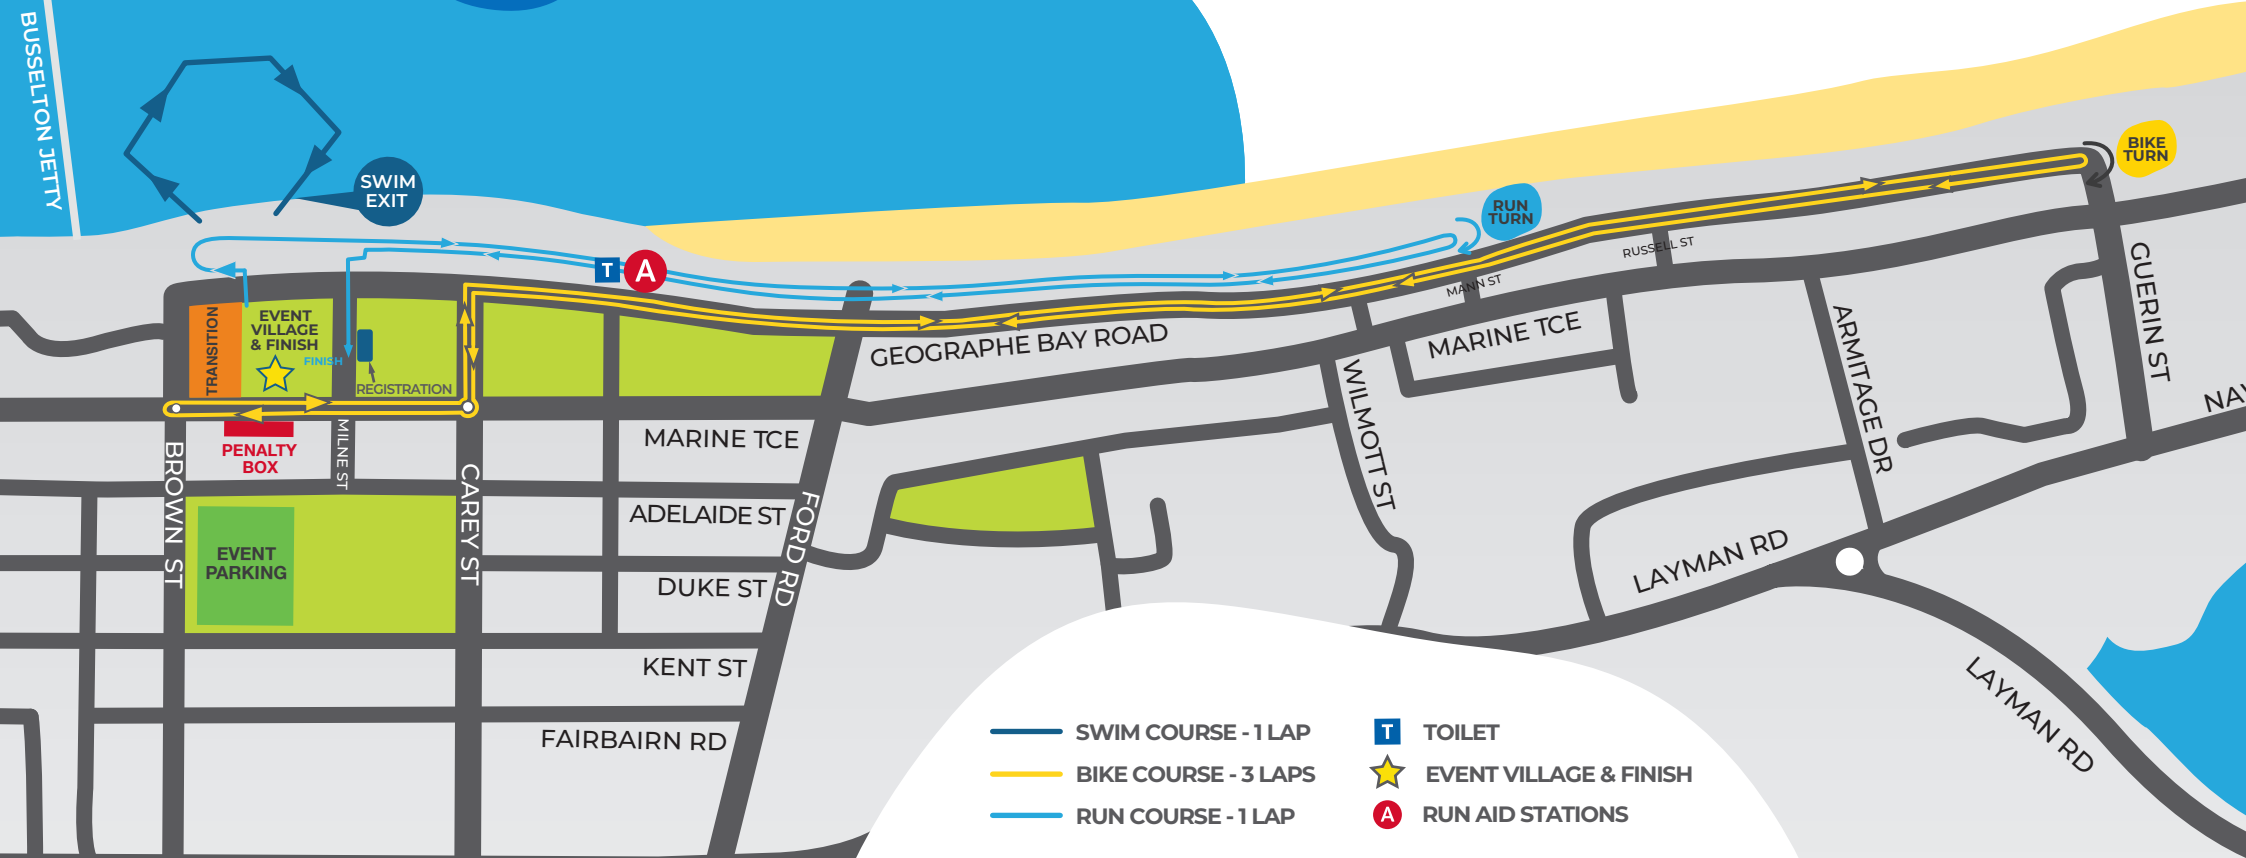 BUSSELTON JETTY
SWIM
EXIT
BIKE
TURN
RUN
TURN
T
A
RUSSELL ST
MANN ST
TRANSITION
EVENT
VILLAGE
& FINISH
FINISH
REGISTRATION
GEOGRAPHE BAY ROAD
MARINE TCE
GUERIN ST
ARMITAGE DR
WILMOTT ST
NAV
PENALTY
BOX
MILNE ST
MARINE TCE
BROWN ST
CAREY ST
ADELAIDE ST
FORD RD
EVENT
PARKING
DUKE ST
LAYMAN RD
KENT ST
LAYMAN RD
FAIRBAIRN RD
SWIM COURSE - 1 LAP
BIKE COURSE - 3 LAPS
RUN COURSE - 1 LAP
T TOILET
EVENT VILLAGE & FINISH
A RUN AID STATIONS